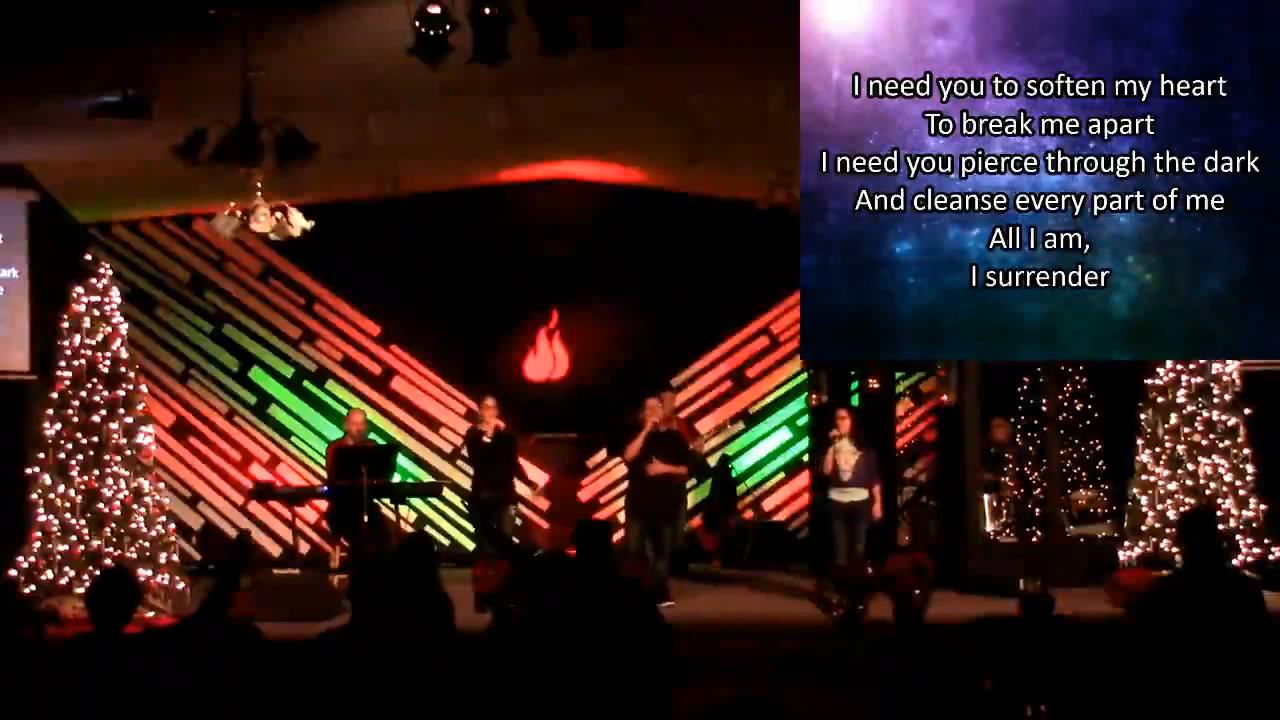 I need you to soften my heart
To break me apart
I need you pierce through the dark
And cleanse every part of me
All I am,
I surrender
ark